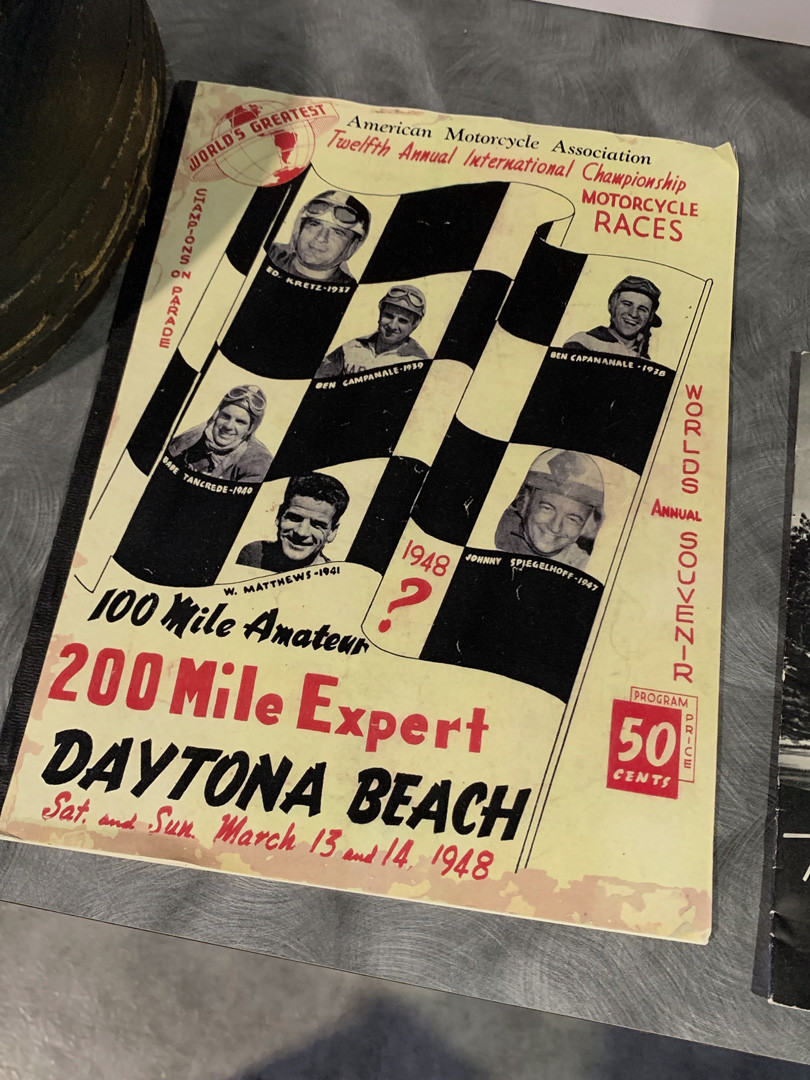 WORLD'S GREATEST
American Motorcycle Association
Twelfth Annual International Championship
MOTORCYCLE
RACES
CHAMPIONS ON PARADE
ED. KRETZ-1937
BEN CAMPANALE-1939
BEN CAPANANALE-1938
BABE TANCREDE-1940
W. MATTHEWS-1941
1948
?
JOHNNY SPIEGELHOFF-1947
WORLDS ANNUAL SOUVENIR
100 Mile Amateur
200 Mile Expert
DAYTONA BEACH
Sat. and Sun. March 13 and 14, 1948
PROGRAM
PRICE
50
CENTS